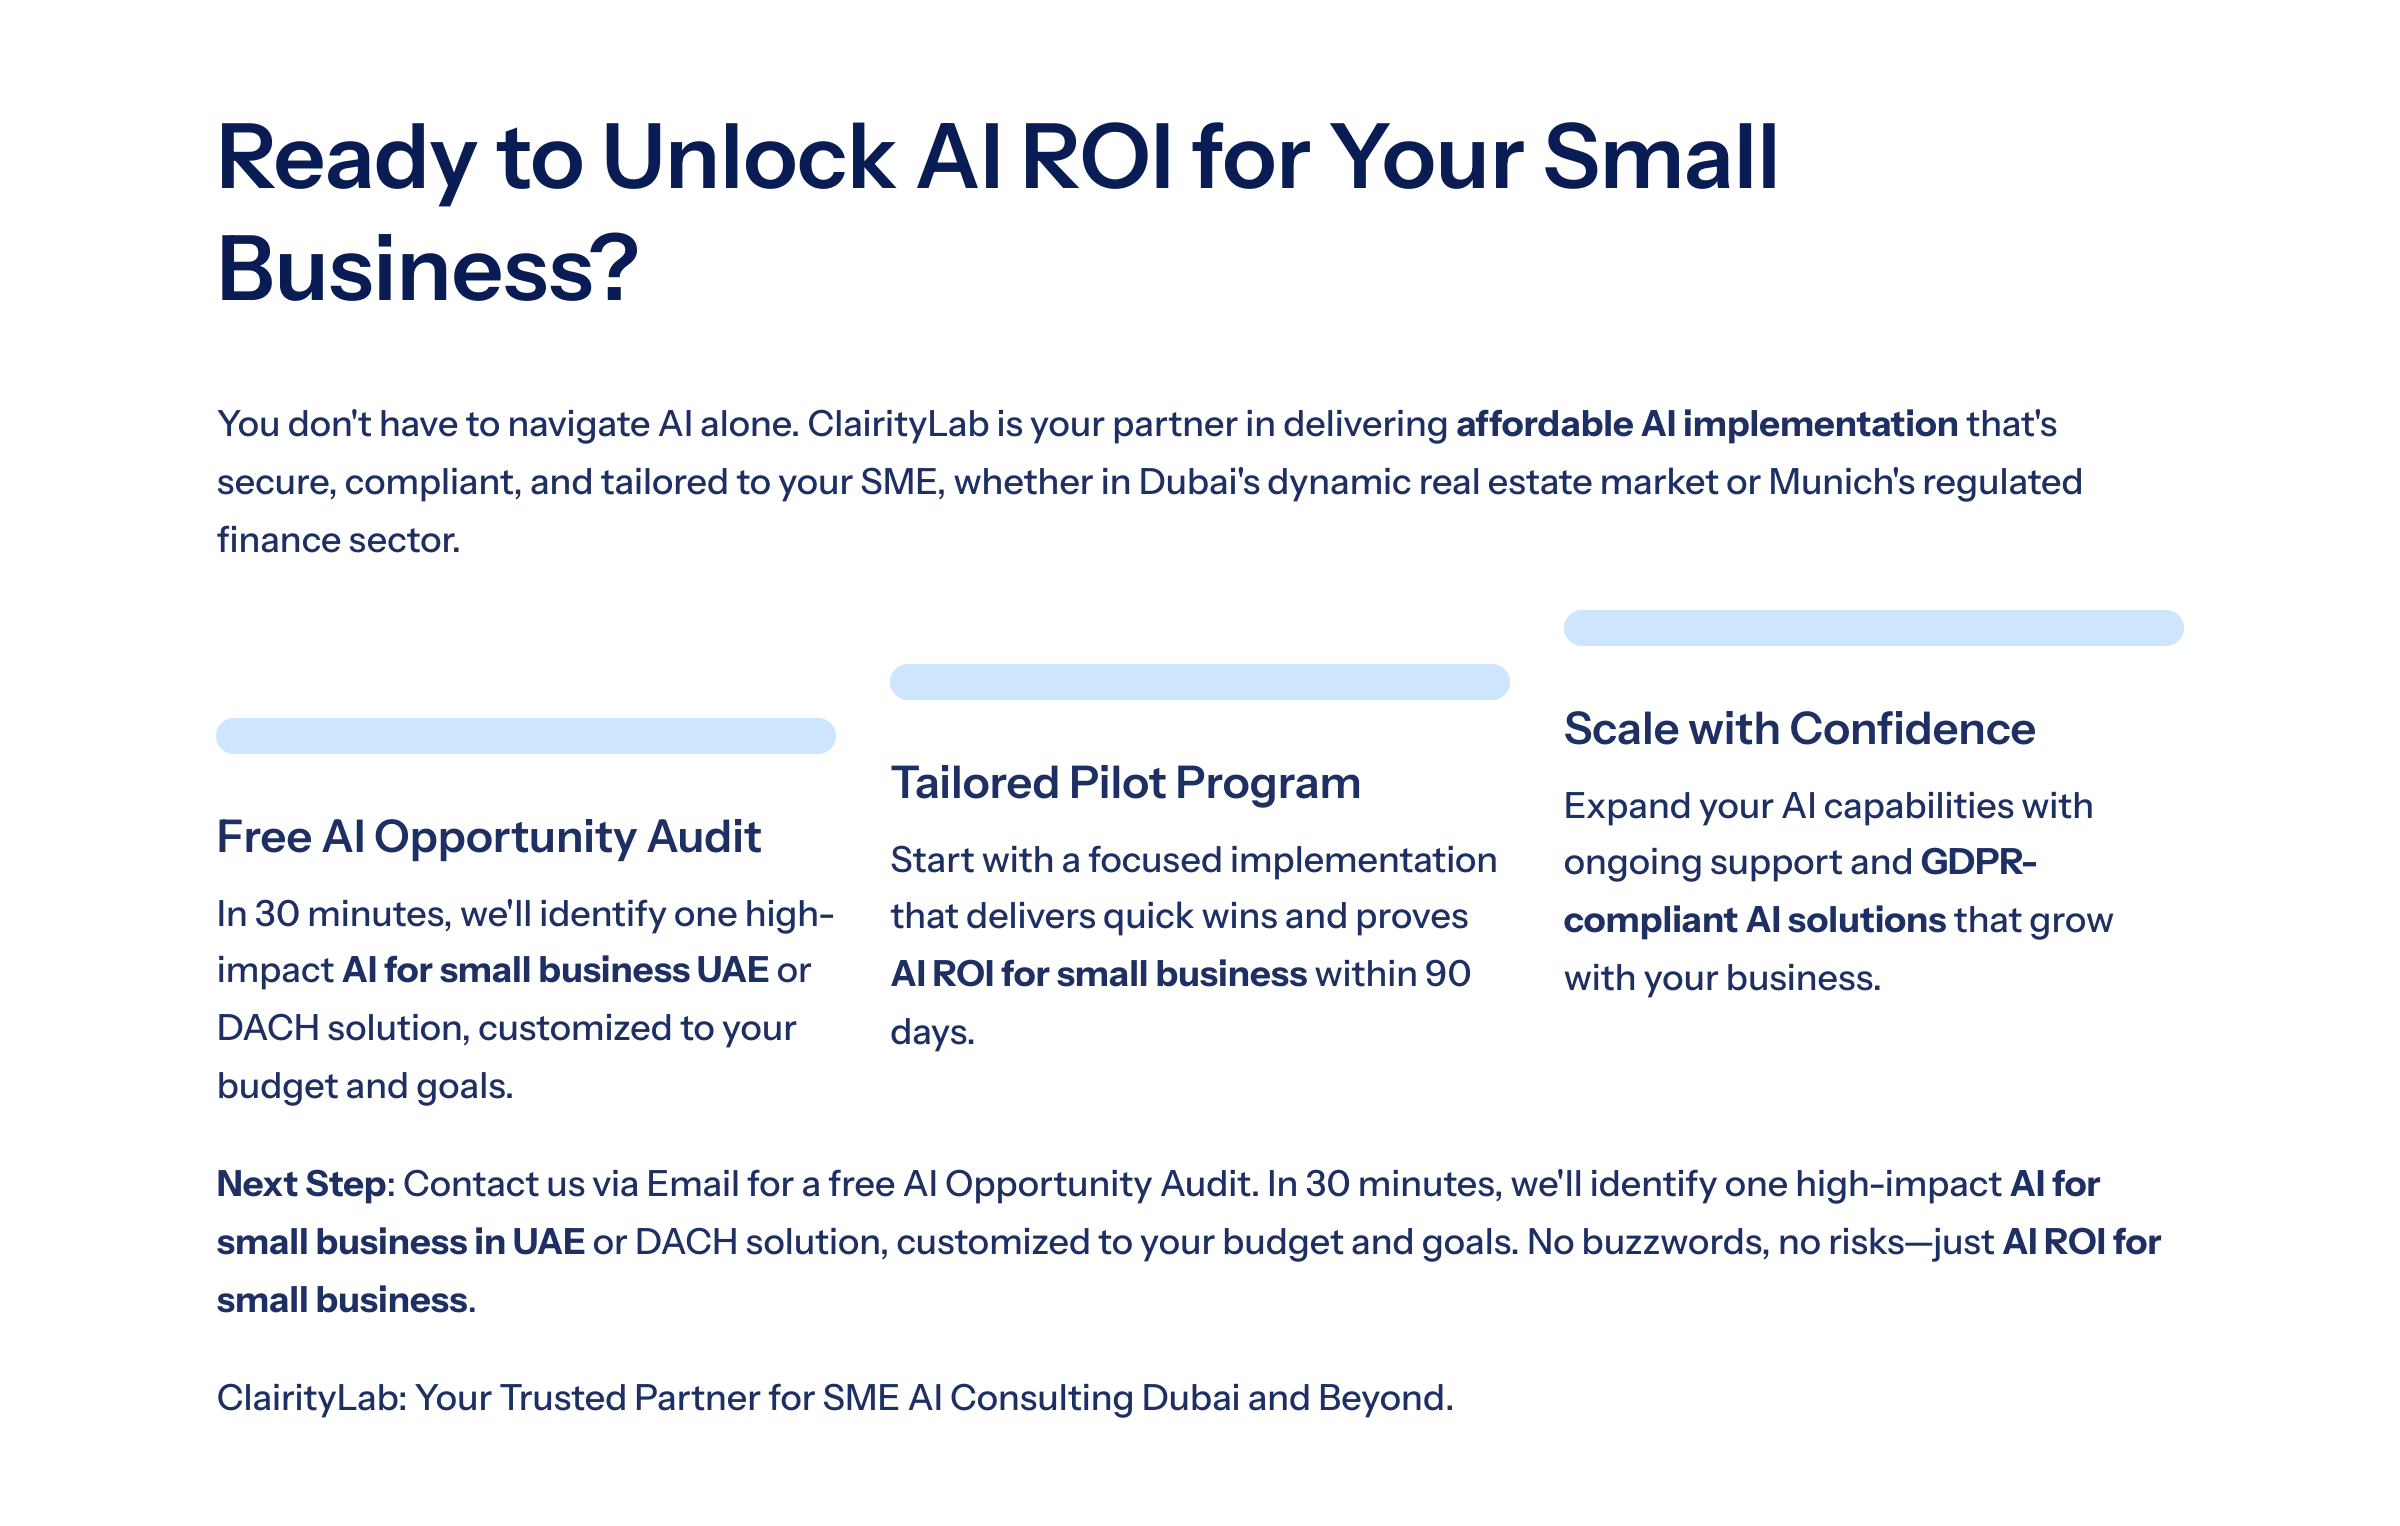 Ready to Unlock AI ROI for Your Small
Business?
You don't have to navigate AI alone. ClairityLab is your partner in delivering affordable AI implementation that's
secure, compliant, and tailored to your SME, whether in Dubai's dynamic real estate market or Munich's regulated
finance sector.
Free AI Opportunity Audit
In 30 minutes, we'll identify one high-
impact AI for small business UAE or
DACH solution, customized to your
budget and goals.
Tailored Pilot Program
Start with a focused implementation
that delivers quick wins and proves
AI ROI for small business within 90
days.
Scale with Confidence
Expand your AI capabilities with
ongoing support and GDPR-
compliant AI solutions that grow
with your business.
Next Step: Contact us via Email for a free AI Opportunity Audit. In 30 minutes, we'll identify one high-impact AI for
small business in UAE or DACH solution, customized to your budget and goals. No buzzwords, no risks—just AI ROI for
small business.
ClairityLab: Your Trusted Partner for SME AI Consulting Dubai and Beyond.